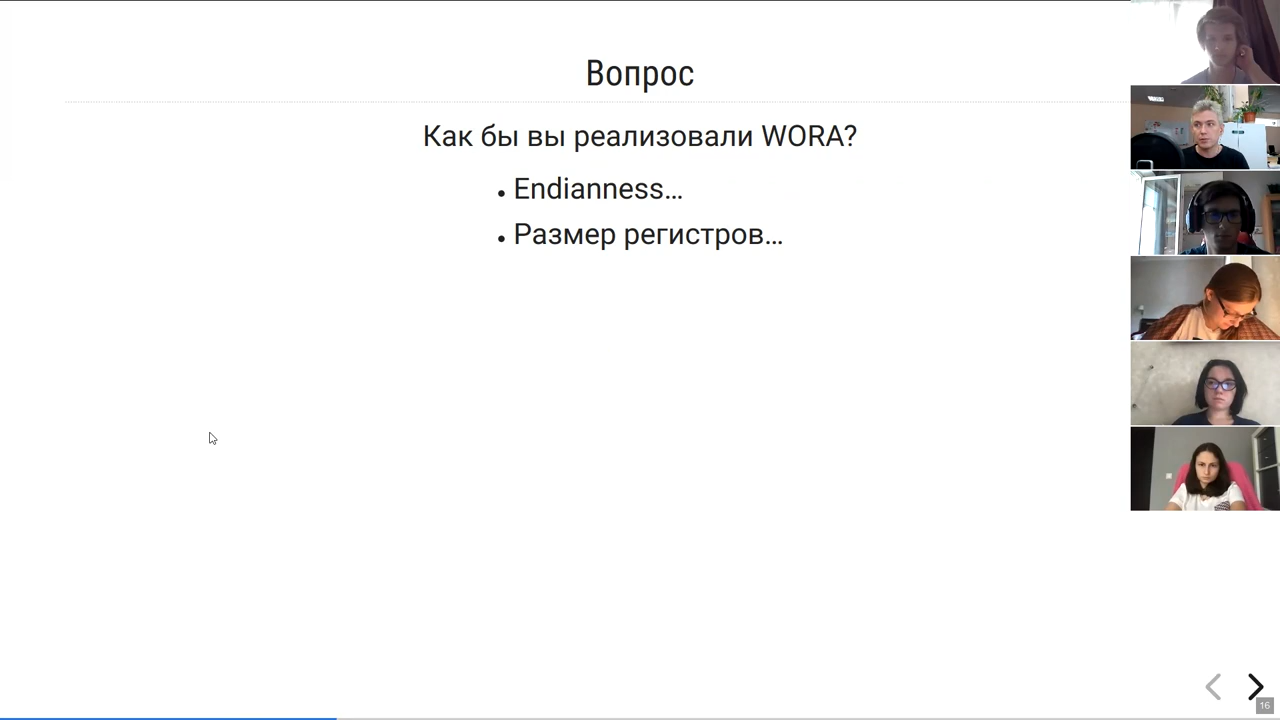 Вопрос
Как бы вы реализовали WORA?
• Endianness...
• Размер регистров...
16